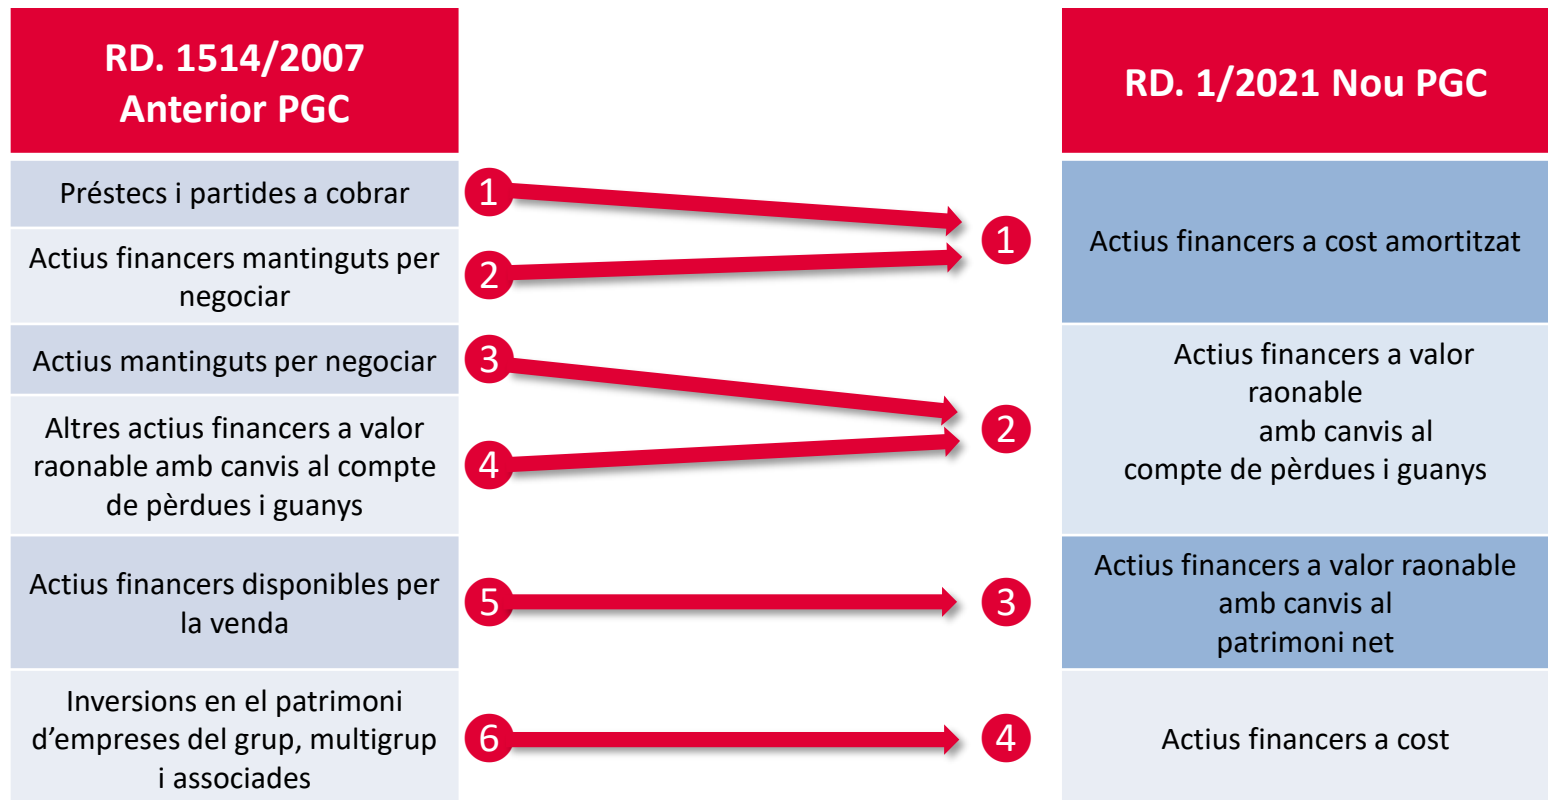 RD. 1514/2007
Anterior PGC
RD. 1/2021 Nou PGC
Préstecs i partides a cobrar
1
Actius financers mantinguts per
negociar
2
1
Actius financers a cost amortitzat
Actius mantinguts per negociar
3
Altres actius financers a valor
raonable amb canvis al compte
de pèrdues i guanys
4
2
Actius financers a valor
raonable
amb canvis al
compte de pèrdues i guanys
Actius financers disponibles per
la venda
5
3
Actius financers a valor raonable
amb canvis al
patrimoni net
Inversions en el patrimoni
d’empreses del grup, multigrup
i associades
6
4
Actius financers a cost